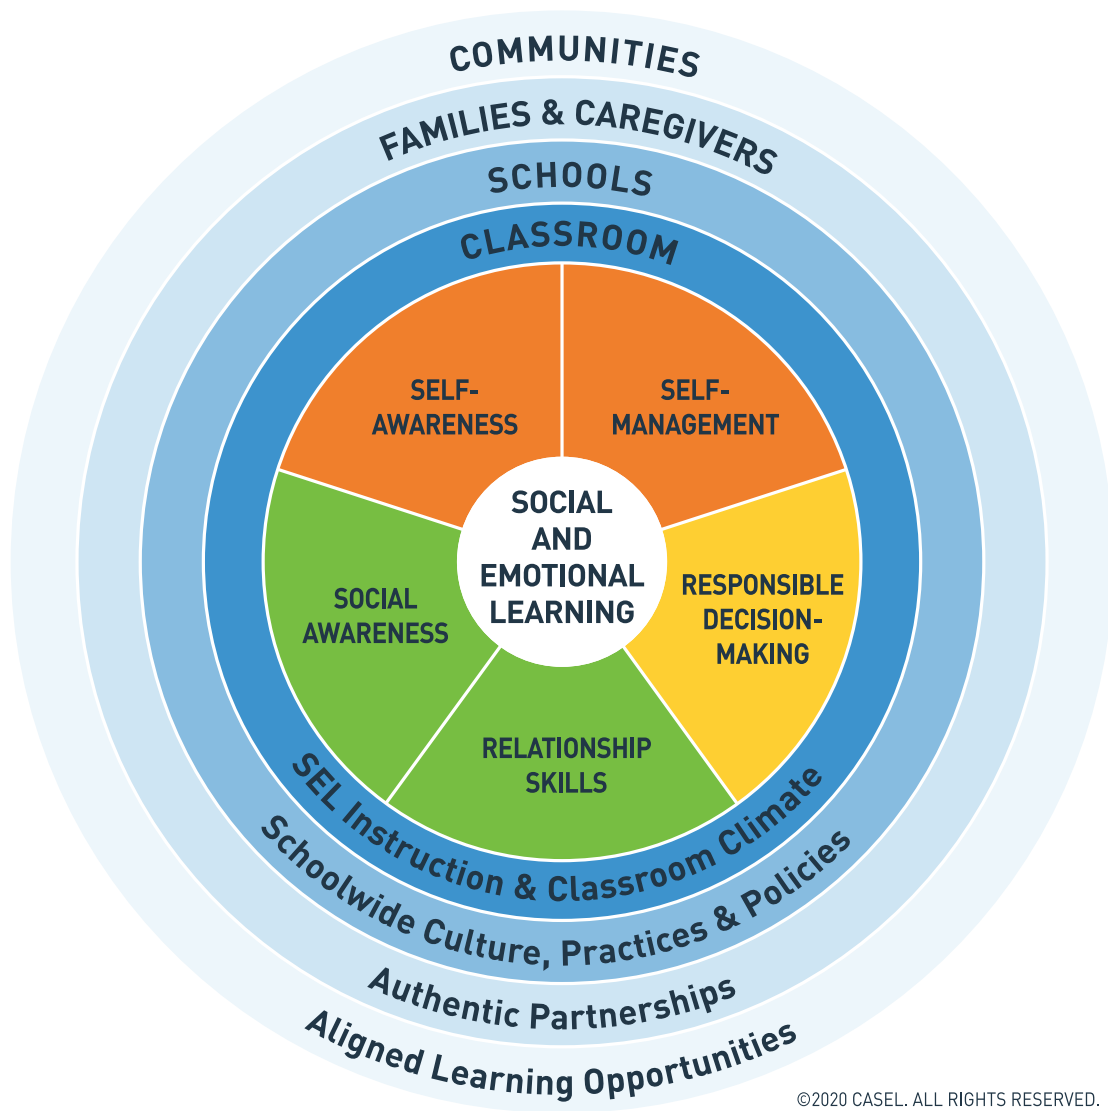 COMMUNITIES
FAMILIES & CAREGIVERS
SCHOOLS
CLASSROOM
SELF-
AWARENESS
SELF-
MANAGEMENT
SOCIAL
AND
EMOTIONAL
LEARNING
SOCIAL
AWARENESS
RESPONSIBLE
DECISION-
MAKING
RELATIONSHIP
SKILLS
SEL Instruction & Classroom Climate
Schoolwide Culture, Practices & Policies
Authentic Partnerships
Aligned Learning Opportunities
©2020 CASEL. ALL RIGHTS RESERVED.